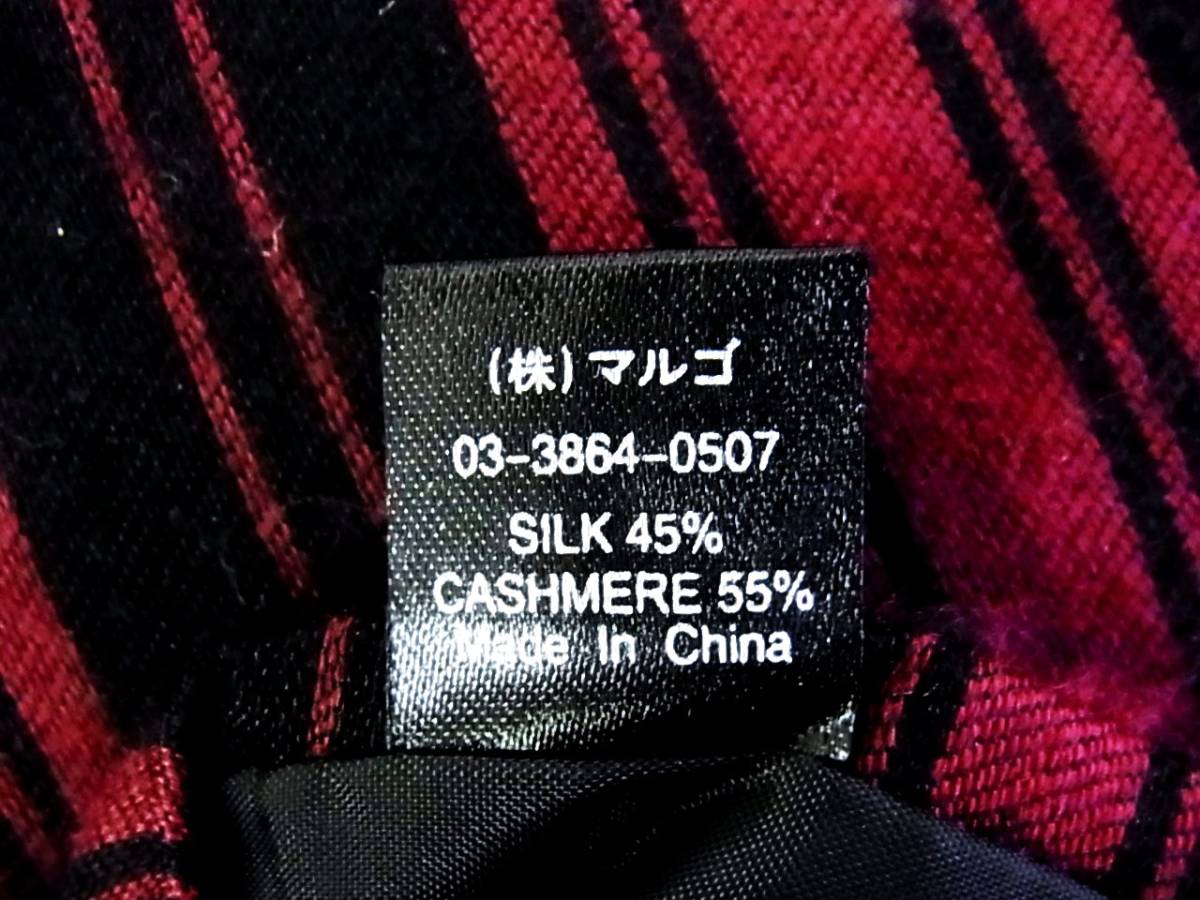 (株)マルゴ
03-3864-0507
SILK 45%
CASHMERE 55%
Made In China